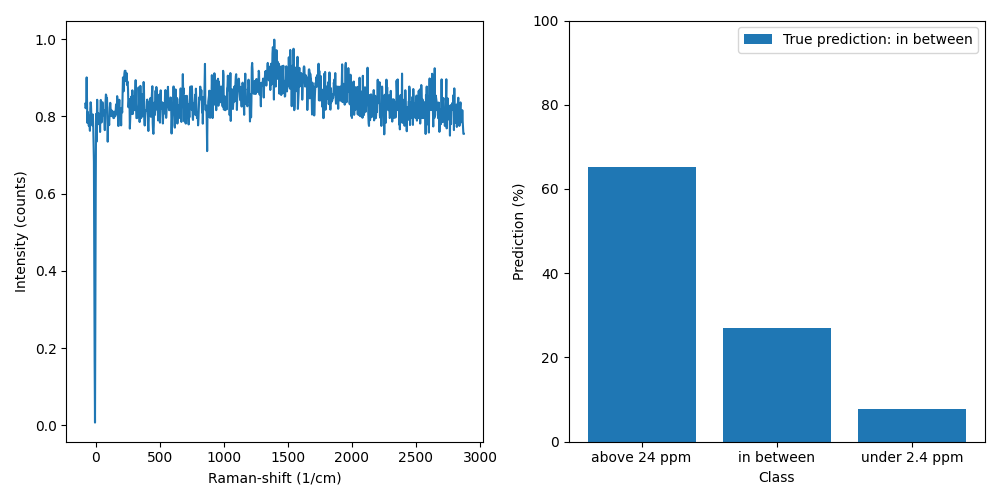 1.0
0.8
0.6
0.4
0.2
0.0
Intensity (counts)
0 500 1000 1500 2000 2500 3000
Raman-shift (1/cm)
100
80
60
40
20
0
Prediction (%)
True prediction: in between
above 24 ppm in between under 2.4 ppm
Class